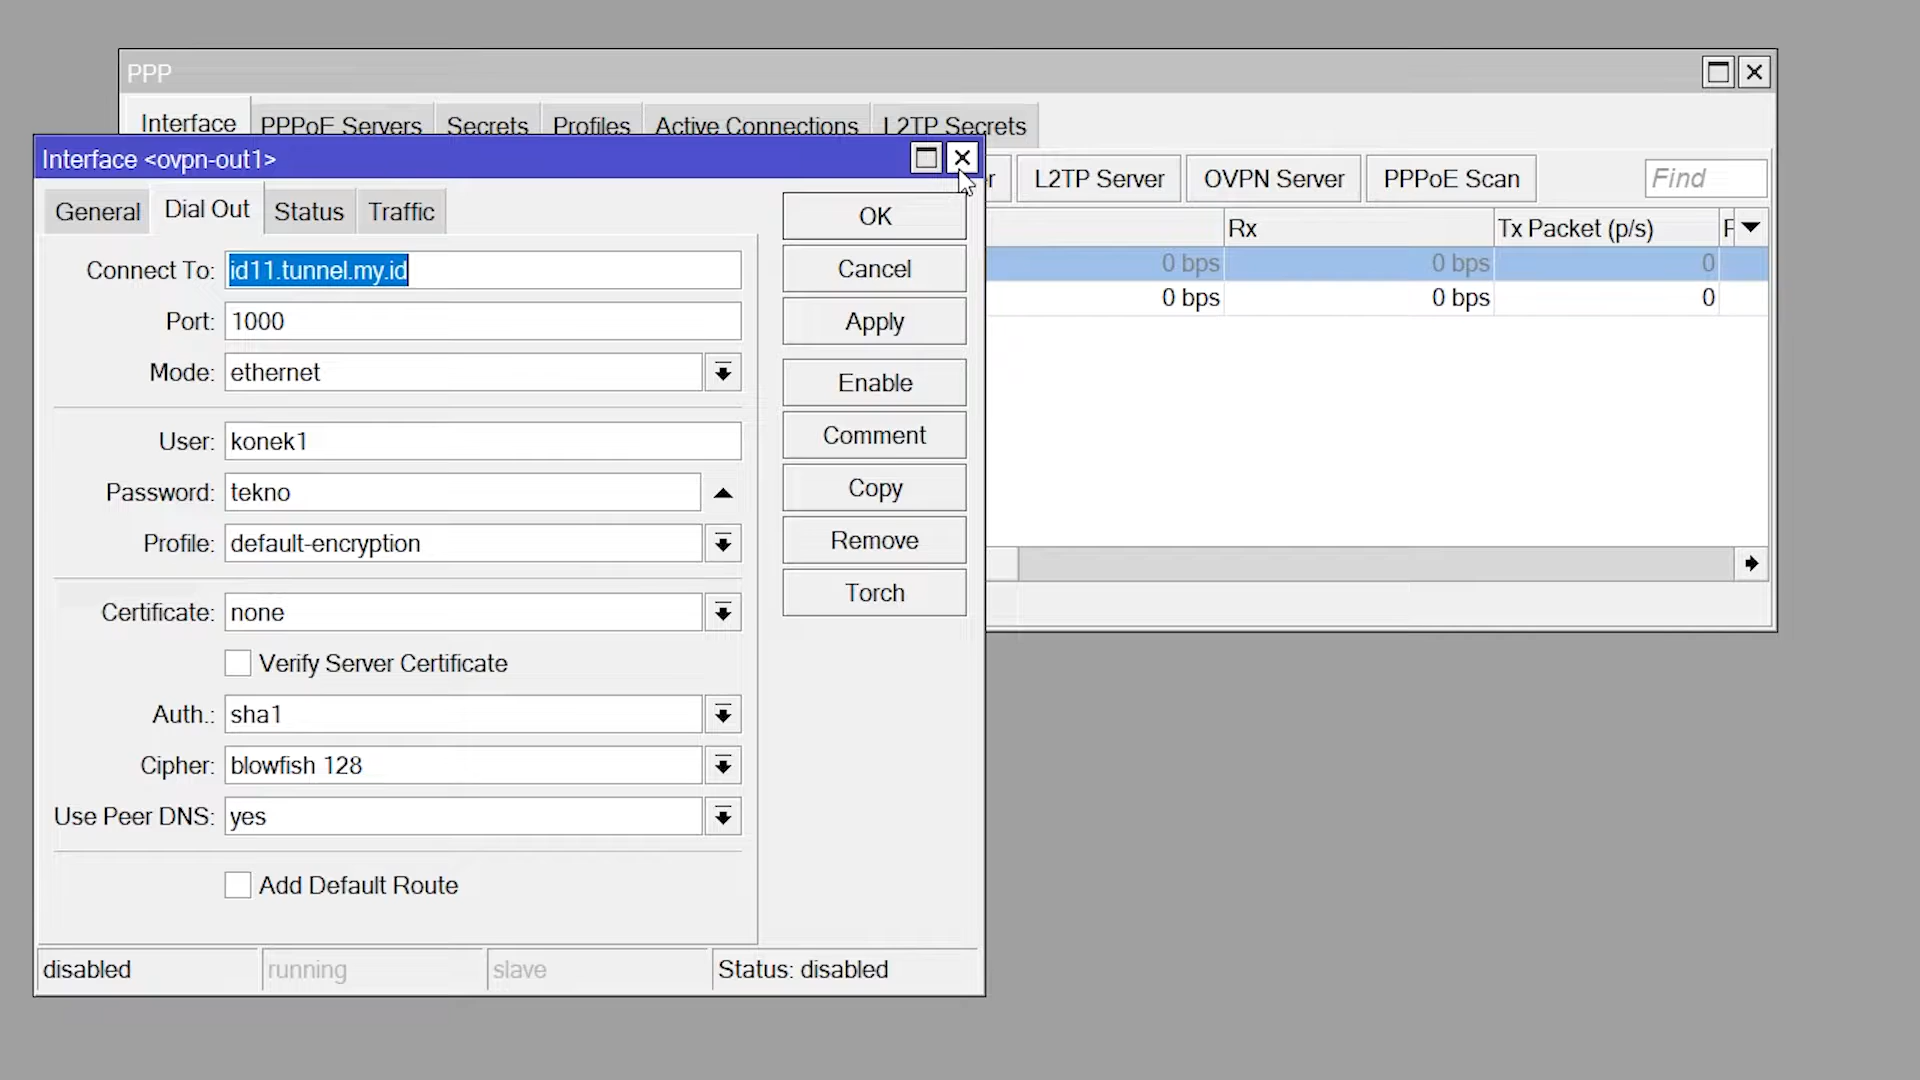 PPP
Interface PPPoE Servers Secrets Profiles Active Connections L2TP Secrets
Interface <ovpn-out1>
L2TP Server OVPN Server PPPoE Scan Find
General Dial Out Status Traffic
OK
Rx Tx Packet (p/s)
Connect To: id11.tunnel.my.id
Cancel
0 bps 0 bps 0
0 bps 0 bps 0
Port: 1000
Apply
Mode: ethernet
Enable
User: konek1
Comment
Password: tekno
Copy
Profile: default-encryption
Remove
Certificate: none
Torch
Verify Server Certificate
Auth.: sha1
Cipher: blowfish 128
Use Peer DNS: yes
Add Default Route
disabled running slave Status: disabled